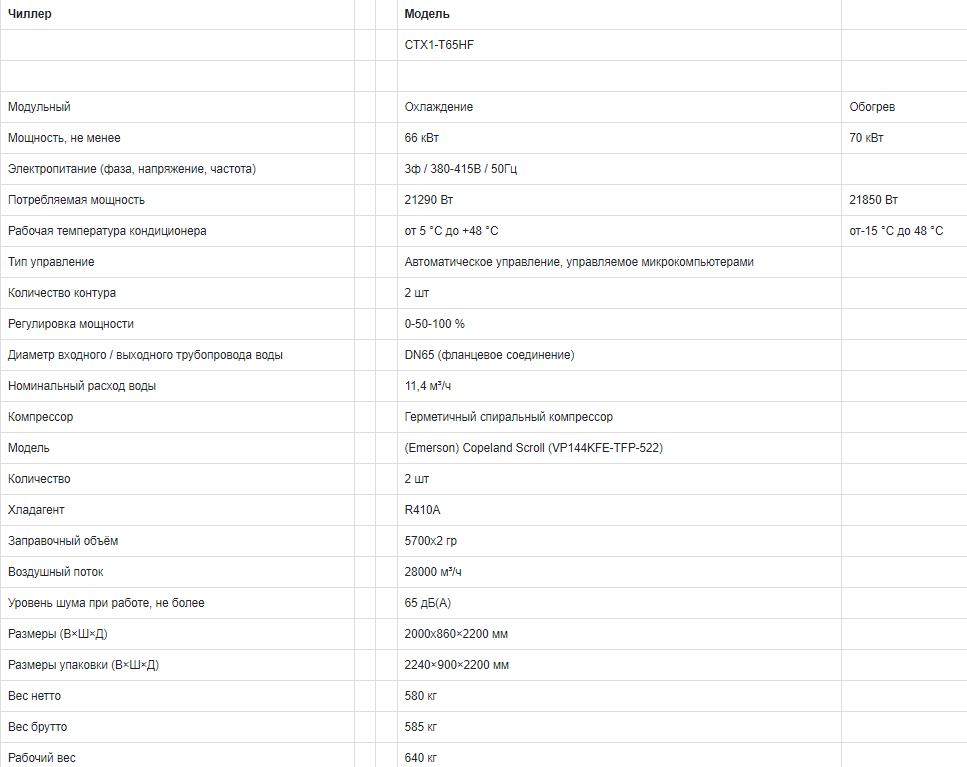 Чиллер Модель
CTX1-T65HF
Модульный Охлаждение Обогрев
Мощность, не менее 66 кВт 70 кВт
Электропитание (фаза, напряжение, частота) 3ф / 380-415В / 50Гц
Потребляемая мощность 21290 Вт 21850 Вт
Рабочая температура кондиционера от 5 °C до +48 °C от-15 °C до 48 °C
Тип управление Автоматическое управление, управляемое микрокомпьютерами
Количество контура 2 шт
Регулировка мощности 0-50-100 %
Диаметр входного / выходного трубопровода воды DN65 (фланцевое соединение)
Номинальный расход воды 11,4 м³/ч
Компрессор Герметичный спиральный компрессор
Модель (Emerson) Copeland Scroll (VP144KFE-TFP-522)
Количество 2 шт
Хладагент R410A
Заправочный объём 5700x2 гр
Воздушный поток 28000 м³/ч
Уровень шума при работе, не более 65 дБ(А)
Размеры (В×Ш×Д) 2000x860×2200 мм
Размеры упаковки (В×Ш×Д) 2240×900×2200 мм
Вес нетто 580 кг
Вес брутто 585 кг
Рабочий вес 640 кг